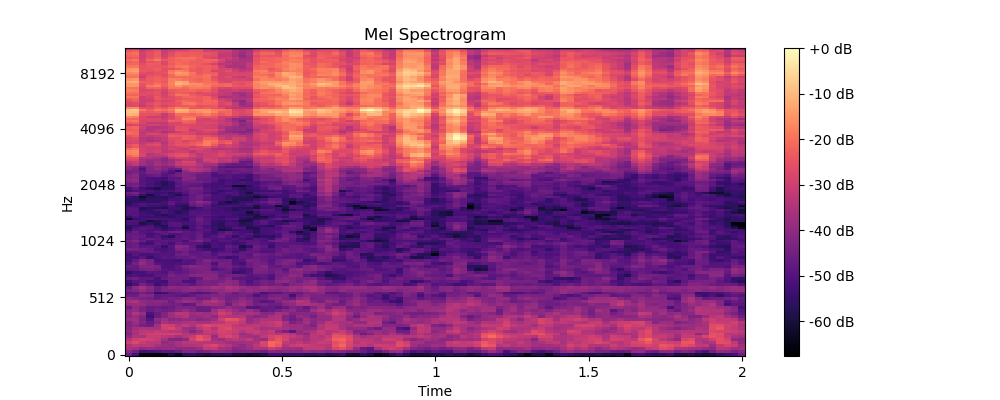 Mel Spectrogram
Hz
8192
4096
2048
1024
512
0
0
0.5
1
1.5
2
Time
+0 dB
-10 dB
-20 dB
-30 dB
-40 dB
-50 dB
-60 dB